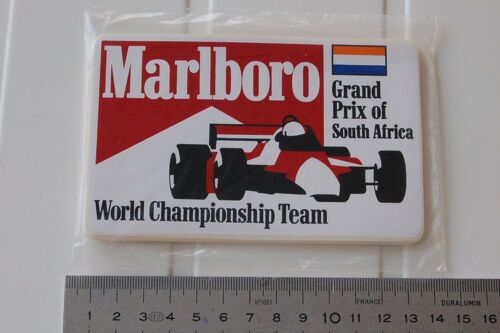 Marlboro
Grand
Prix of
South Africa
World Championship Team
N°1061 FRANCE DURALUMIN
1 2 3 4 5 6 7 8 9 10 11 12 13 14 15 16